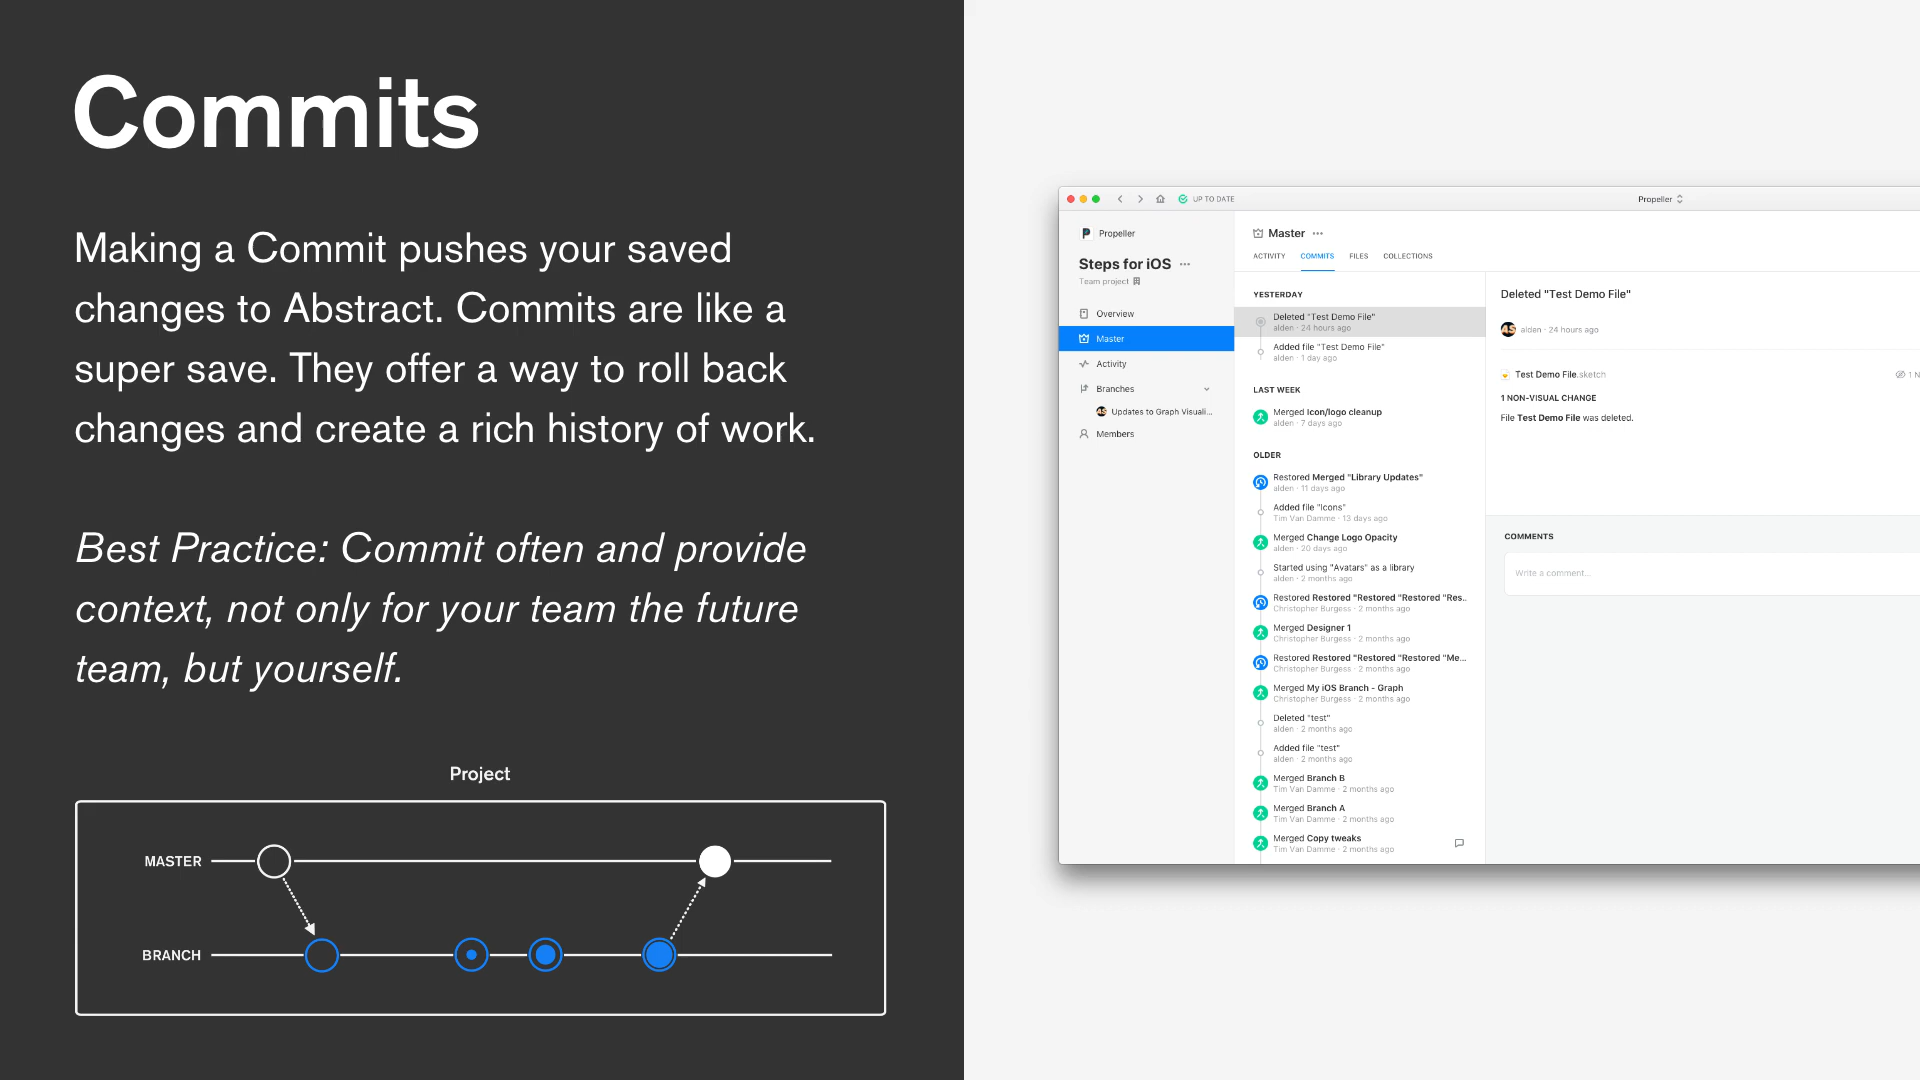 Commits
Making a Commit pushes your saved
changes to Abstract. Commits are like a
super save. They offer a way to roll back
changes and create a rich history of work.
Best Practice: Commit often and provide
context, not only for your team the future
team, but yourself.
Project
MASTER
BRANCH
UP TO DATE
Propeller
Propeller
Steps for iOS ...
Team project
Overview
Master
Activity
Branches
Updates to Graph Visuali...
Members
Master ...
ACTIVITY COMMITS FILES COLLECTIONS
YESTERDAY
Deleted "Test Demo File"
alden · 24 hours ago
Added file "Test Demo File"
alden · 1 day ago
LAST WEEK
Merged Icon/logo cleanup
alden · 7 days ago
OLDER
Restored Merged "Library Updates"
alden · 11 days ago
Added file "Icons"
Tim Van Damme · 13 days ago
Merged Change Logo Opacity
alden · 20 days ago
Started using "Avatars" as a library
alden · 2 months ago
Restored Restored "Restored "Restored "Res..
Christopher Burgess · 2 months ago
Merged Designer 1
Christopher Burgess · 2 months ago
Restored Restored "Restored "Restored "Me...
Christopher Burgess · 2 months ago
Merged My iOS Branch - Graph
Christopher Burgess · 2 months ago
Deleted "test"
alden · 2 months ago
Added file "test"
alden · 2 months ago
Merged Branch B
Tim Van Damme · 2 months ago
Merged Branch A
Tim Van Damme · 2 months ago
Merged Copy tweaks
Tim Van Damme · 2 months ago
Deleted "Test Demo File"
alden · 24 hours ago
Test Demo File.sketch
1 N
1 NON-VISUAL CHANGE
File Test Demo File was deleted.
COMMENTS
Write a comment...